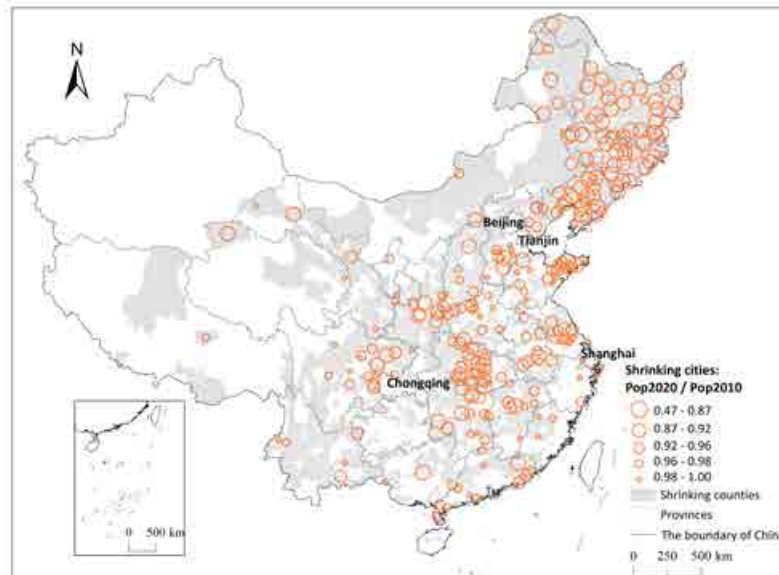 N
Beijing
Tianjin
Shanghai
Chongqing
Shrinking cities:
Pop2020 / Pop2010
0.47 - 0.87
0.87 - 0.92
0.92 - 0.96
0.96 - 0.98
0.98 - 1.00
Shrinking counties
Provinces
The boundary of China
0 500 km
0 250 500 km